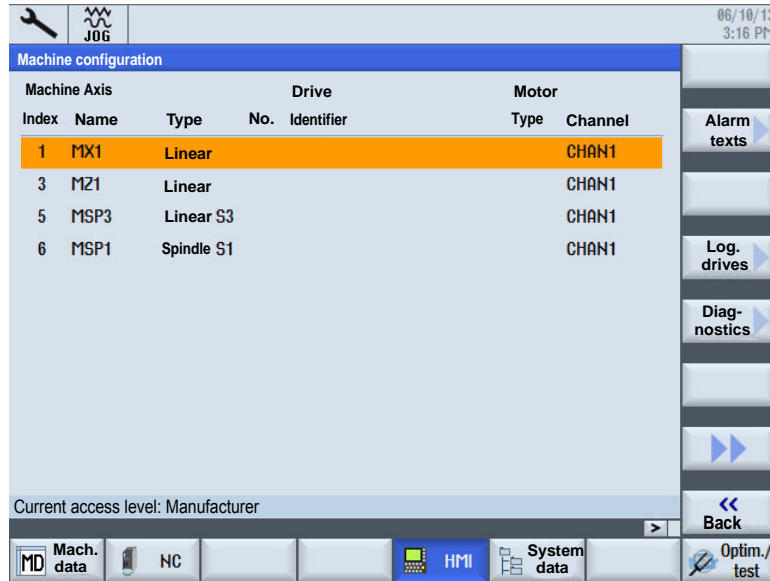 06/10/13
JOG
3:16 PM
Machine configuration
Machine Axis Drive Motor
Index Name Type No. Identifier Type Channel
1 MX1 Linear CHAN1
3 MZ1 Linear CHAN1
5 MSP3 Linear S3 CHAN1
6 MSP1 Spindle S1 CHAN1
Alarm
texts
Log.
drives
Diag-
nostics
Current access level: Manufacturer
<<
Back
>
MD Mach.
data
NC
HMI
System
data
Optim./
test